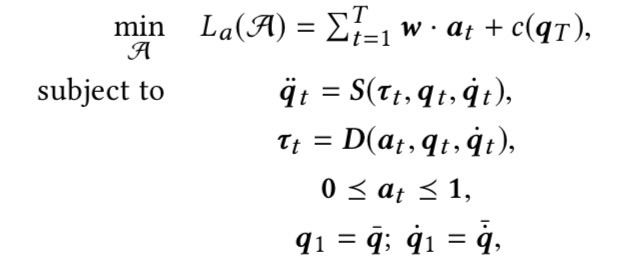 min 𝒜 L_a(𝒜) = ∑_{t=1}^{T} w · a_t + c(q_T),
subject to q̈_t = S(τ_t, q_t, q̇_t),
τ_t = D(a_t, q_t, q̇_t),
0 ≤ a_t ≤ 1,
q_1 = q̄; q̇_1 = q̇̄,